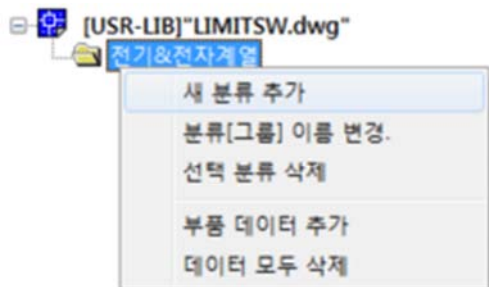 [USR-LIB]"LIMITSW.dwg"
전기&전자계열
새 분류 추가
분류[그룹] 이름 변경.
선택 분류 삭제
부품 데이터 추가
데이터 모두 삭제